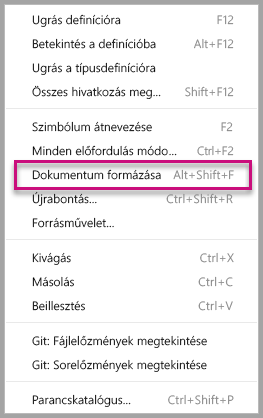 Ugrás definícióra F12
Betekintés a definícióba Alt+F12
Ugrás a típusdefinícióra
Összes hivatkozás meg... Shift+F12
Szimbólum átnevezése F2
Minden előfordulás módo... Ctrl+F2
Dokumentum formázása Alt+Shift+F
Újrabontás... Ctrl+Shift+R
Forrásművelet...
Kivágás Ctrl+X
Másolás Ctrl+C
Beillesztés Ctrl+V
Git: Fájlelőzmények megtekintése
Git: Sorelőzmények megtekintése
Parancskatalógus... Ctrl+Shift+P